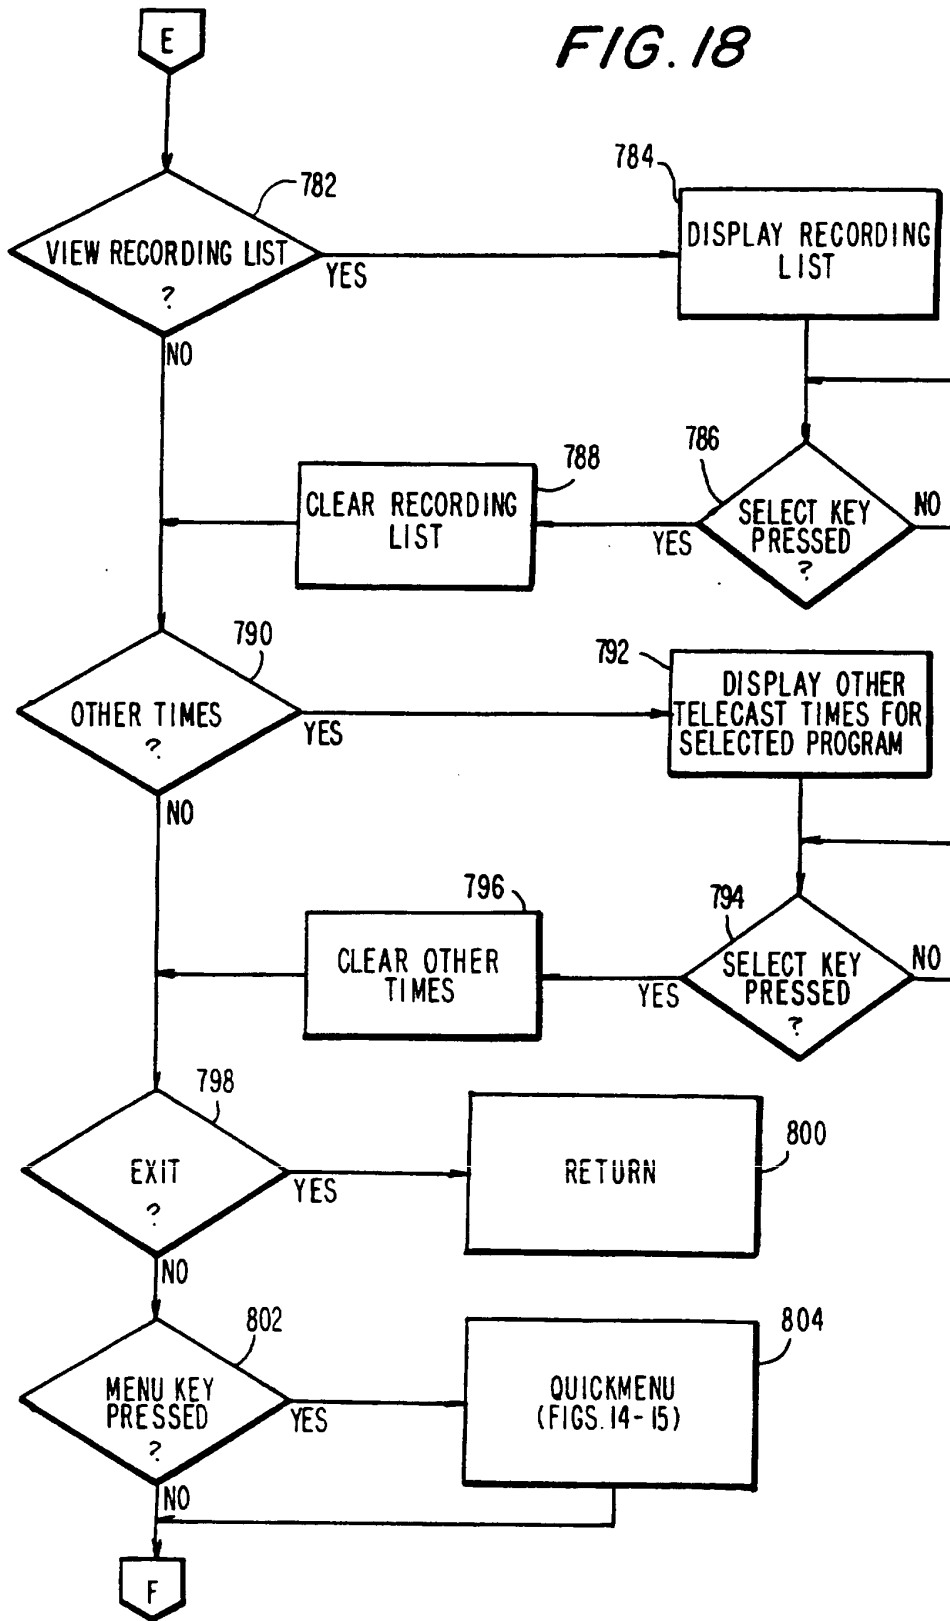 FIG. 18
E
782
VIEW RECORDING LIST
?
YES
NO
784
DISPLAY RECORDING
LIST
786
SELECT KEY
PRESSED
?
NO
YES
788
CLEAR RECORDING
LIST
790
OTHER TIMES
?
YES
NO
792
DISPLAY OTHER
TELECAST TIMES FOR
SELECTED PROGRAM
794
SELECT KEY
PRESSED
?
NO
YES
796
CLEAR OTHER
TIMES
798
EXIT
?
YES
NO
800
RETURN
802
MENU KEY
PRESSED
?
YES
NO
804
QUICKMENU
(FIGS. 14-15)
F